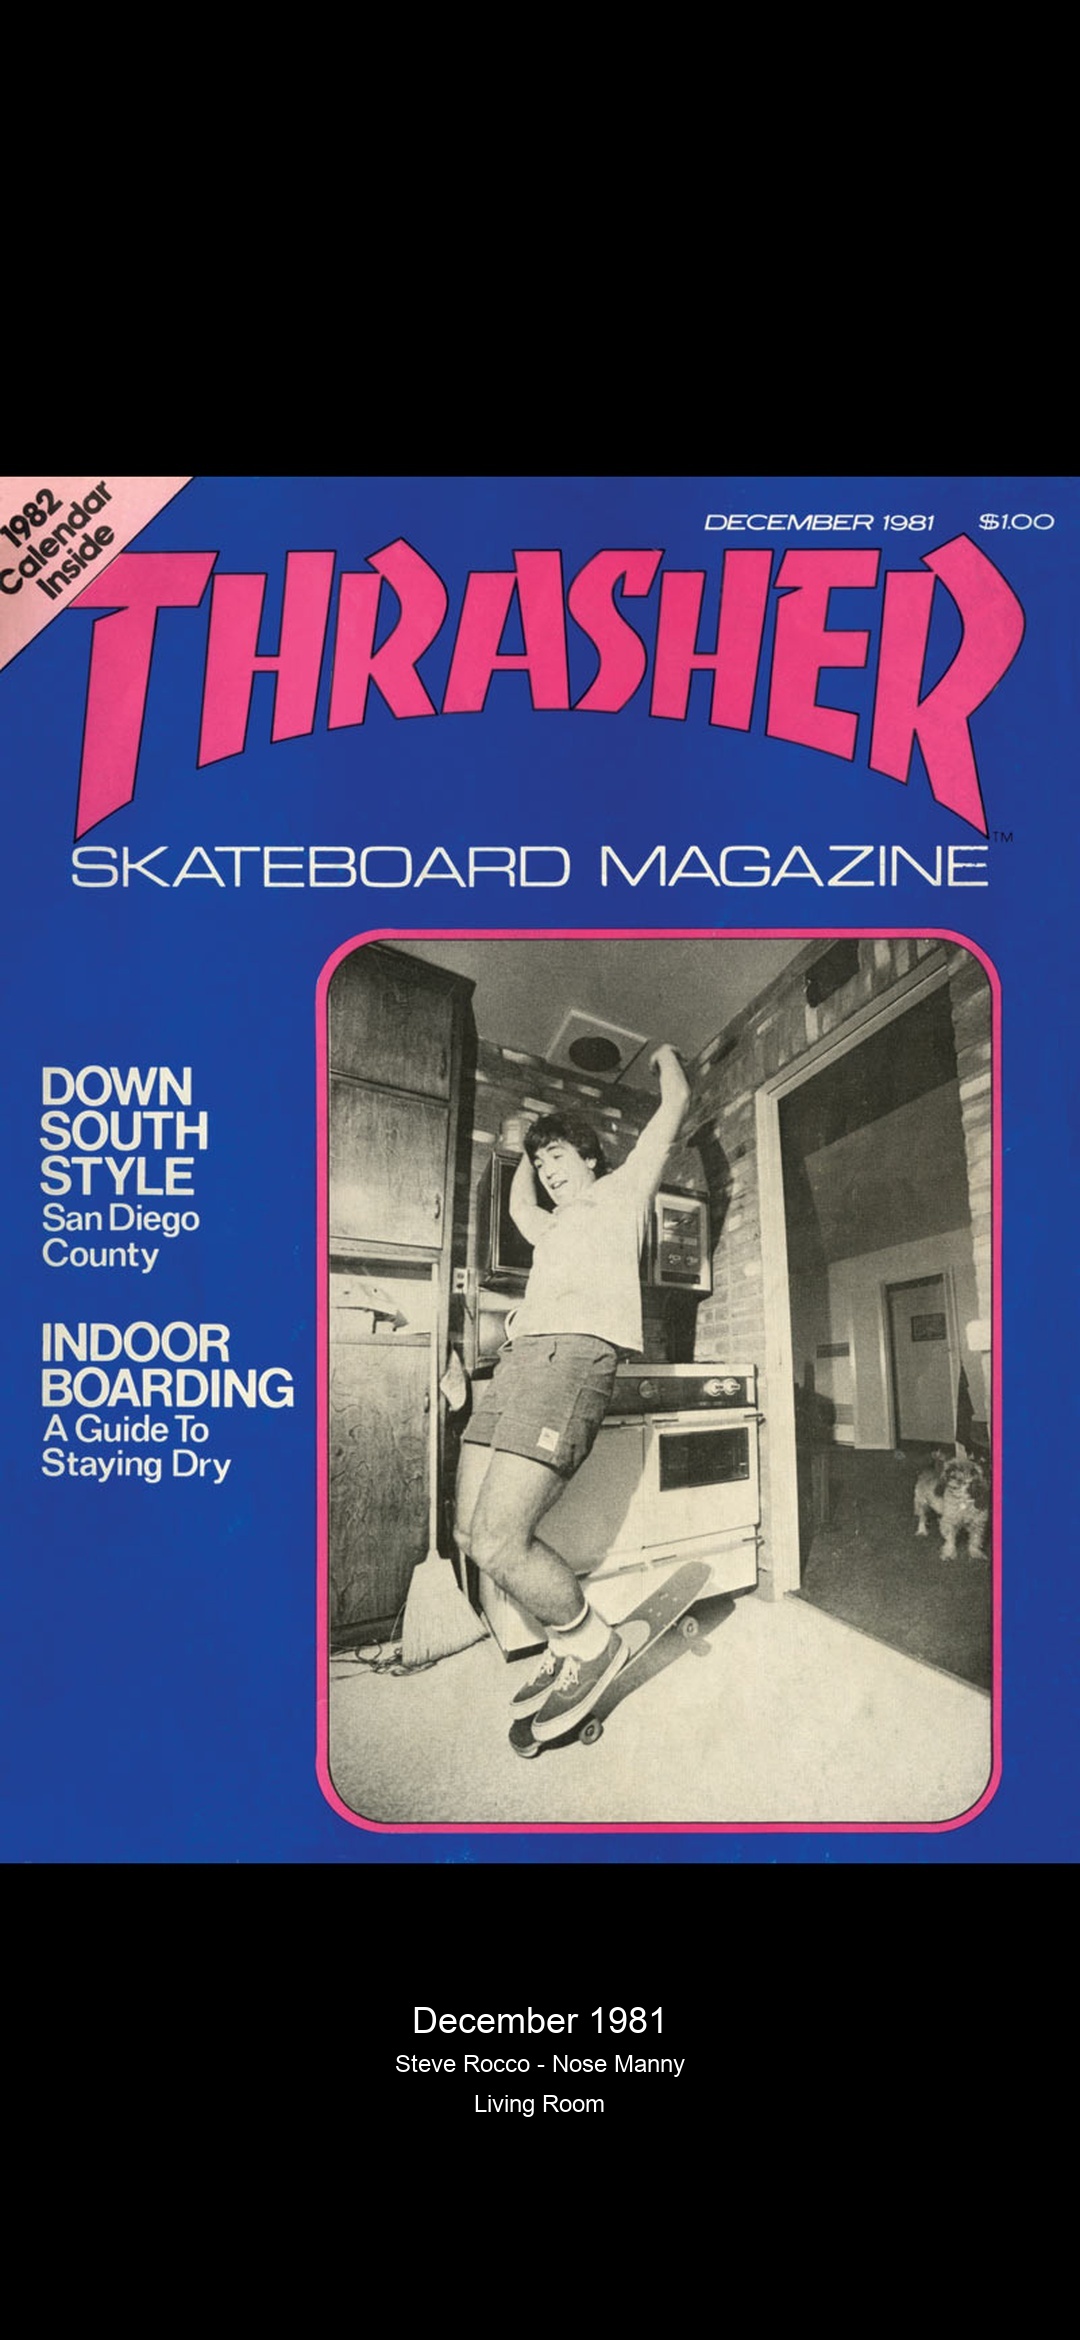 1982
Calendar
Inside
DECEMBER 1981 $1.00
THRASHER
TM
SKATEBOARD MAGAZINE
DOWN
SOUTH
STYLE
San Diego
County
INDOOR
BOARDING
A Guide To
Staying Dry
December 1981
Steve Rocco - Nose Manny
Living Room